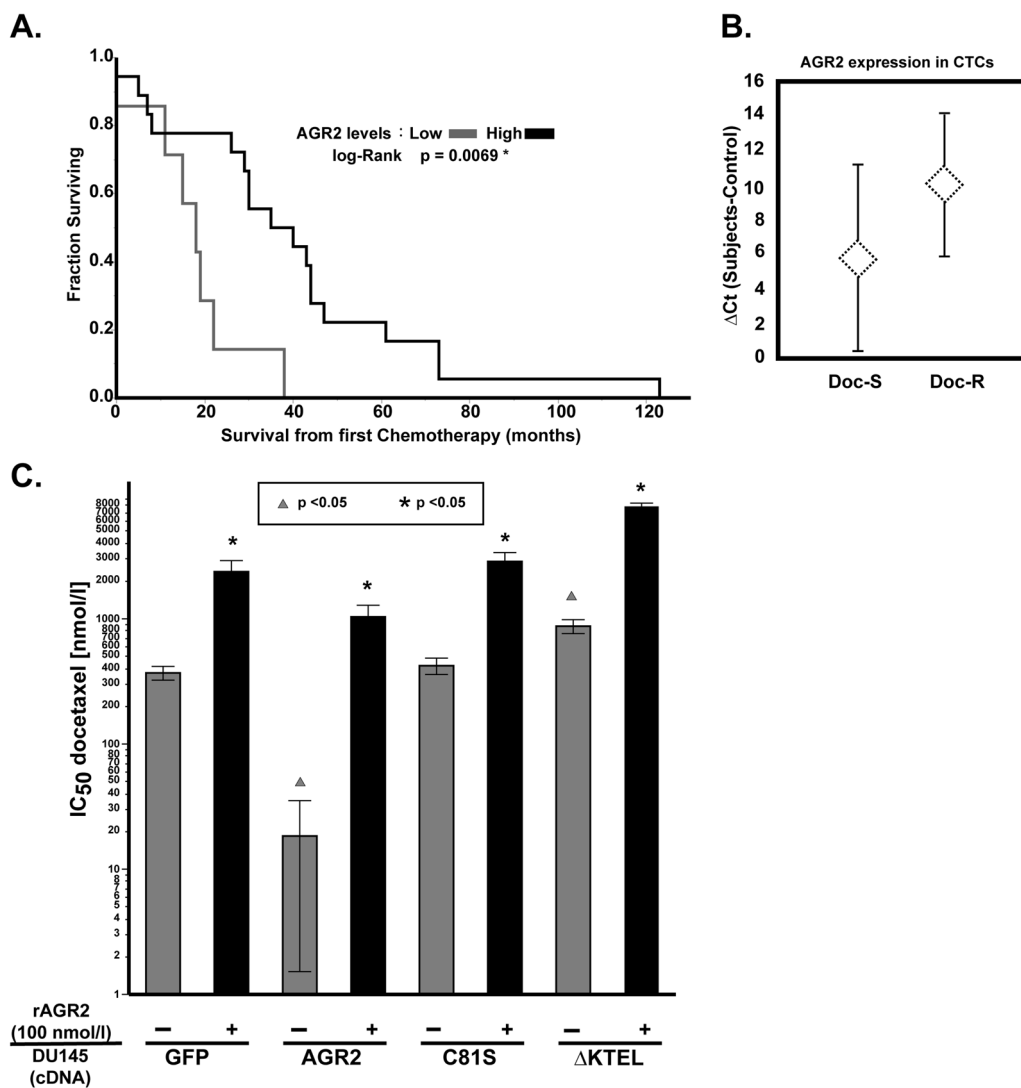 A.
1.0
0.8
0.6
0.4
0.2
0.0
Fraction Surviving
AGR2 levels : Low High
log-Rank p = 0.0069 *
0 20 40 60 80 100 120
Survival from first Chemotherapy (months)
B.
AGR2 expression in CTCs
16
14
12
10
8
6
4
2
0
ΔCt (Subjects-Control)
Doc-S Doc-R
C.
p <0.05 * p <0.05
8000
7000
6000
5000
4000
3000
2000
1000
900
800
700
600
500
400
300
200
100
90
80
70
60
50
40
30
20
10
9
8
7
6
5
4
3
2
1
IC50 docetaxel [nmol/l]
* * * *
rAGR2
(100 nmol/l) – + – + – + – +
DU145 GFP AGR2 C81S ΔKTEL
(cDNA)